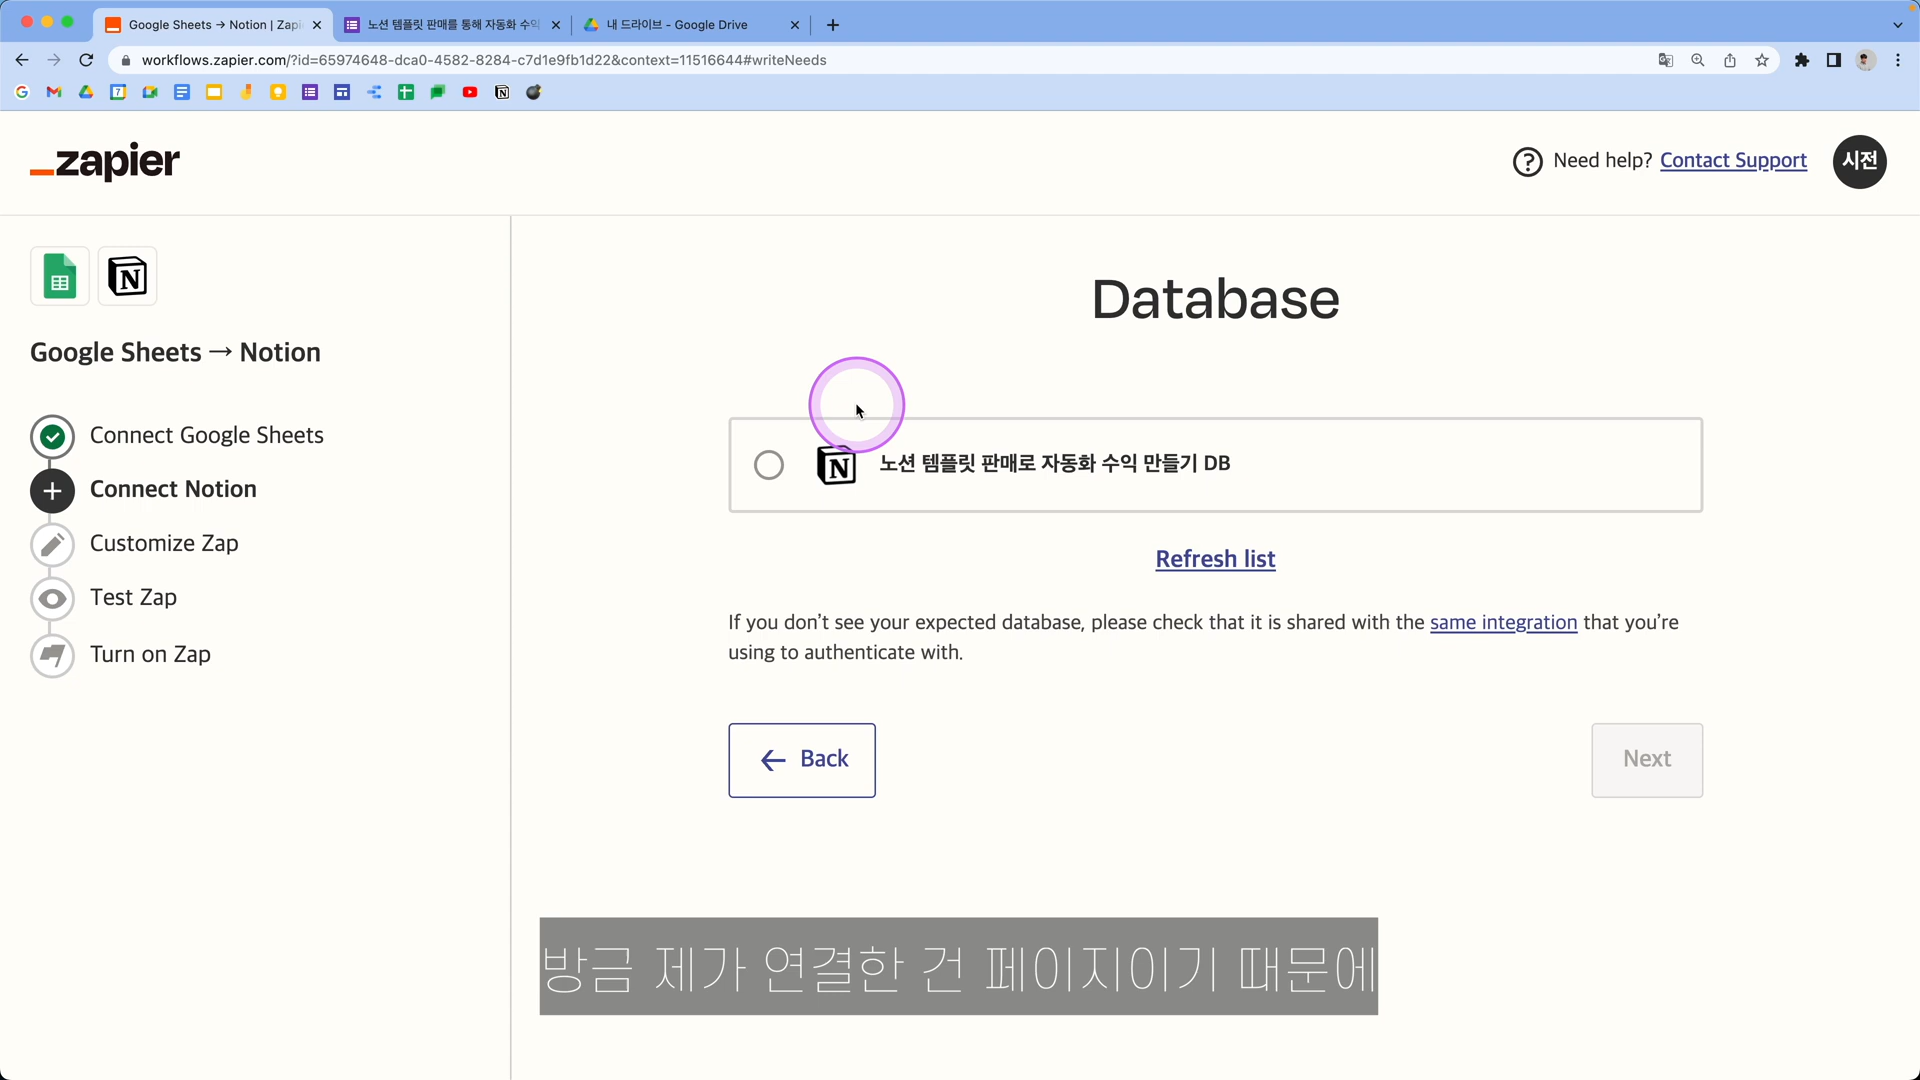 Google Sheets → Notion | Zapi
노션 템플릿 판매를 통해 자동화 수익
내 드라이브 - Google Drive
workflows.zapier.com/?id=65974648-dca0-4582-8284-c7d1e9fb1d22&context=11516644#writeNeeds
zapier
Need help? Contact Support
시전
Google Sheets → Notion
Connect Google Sheets
Connect Notion
Customize Zap
Test Zap
Turn on Zap
Database
노션 템플릿 판매로 자동화 수익 만들기 DB
Refresh list
If you don’t see your expected database, please check that it is shared with the same integration that you’re
using to authenticate with.
Back
Next
방금 제가 연결한 건 페이지이기 때문에